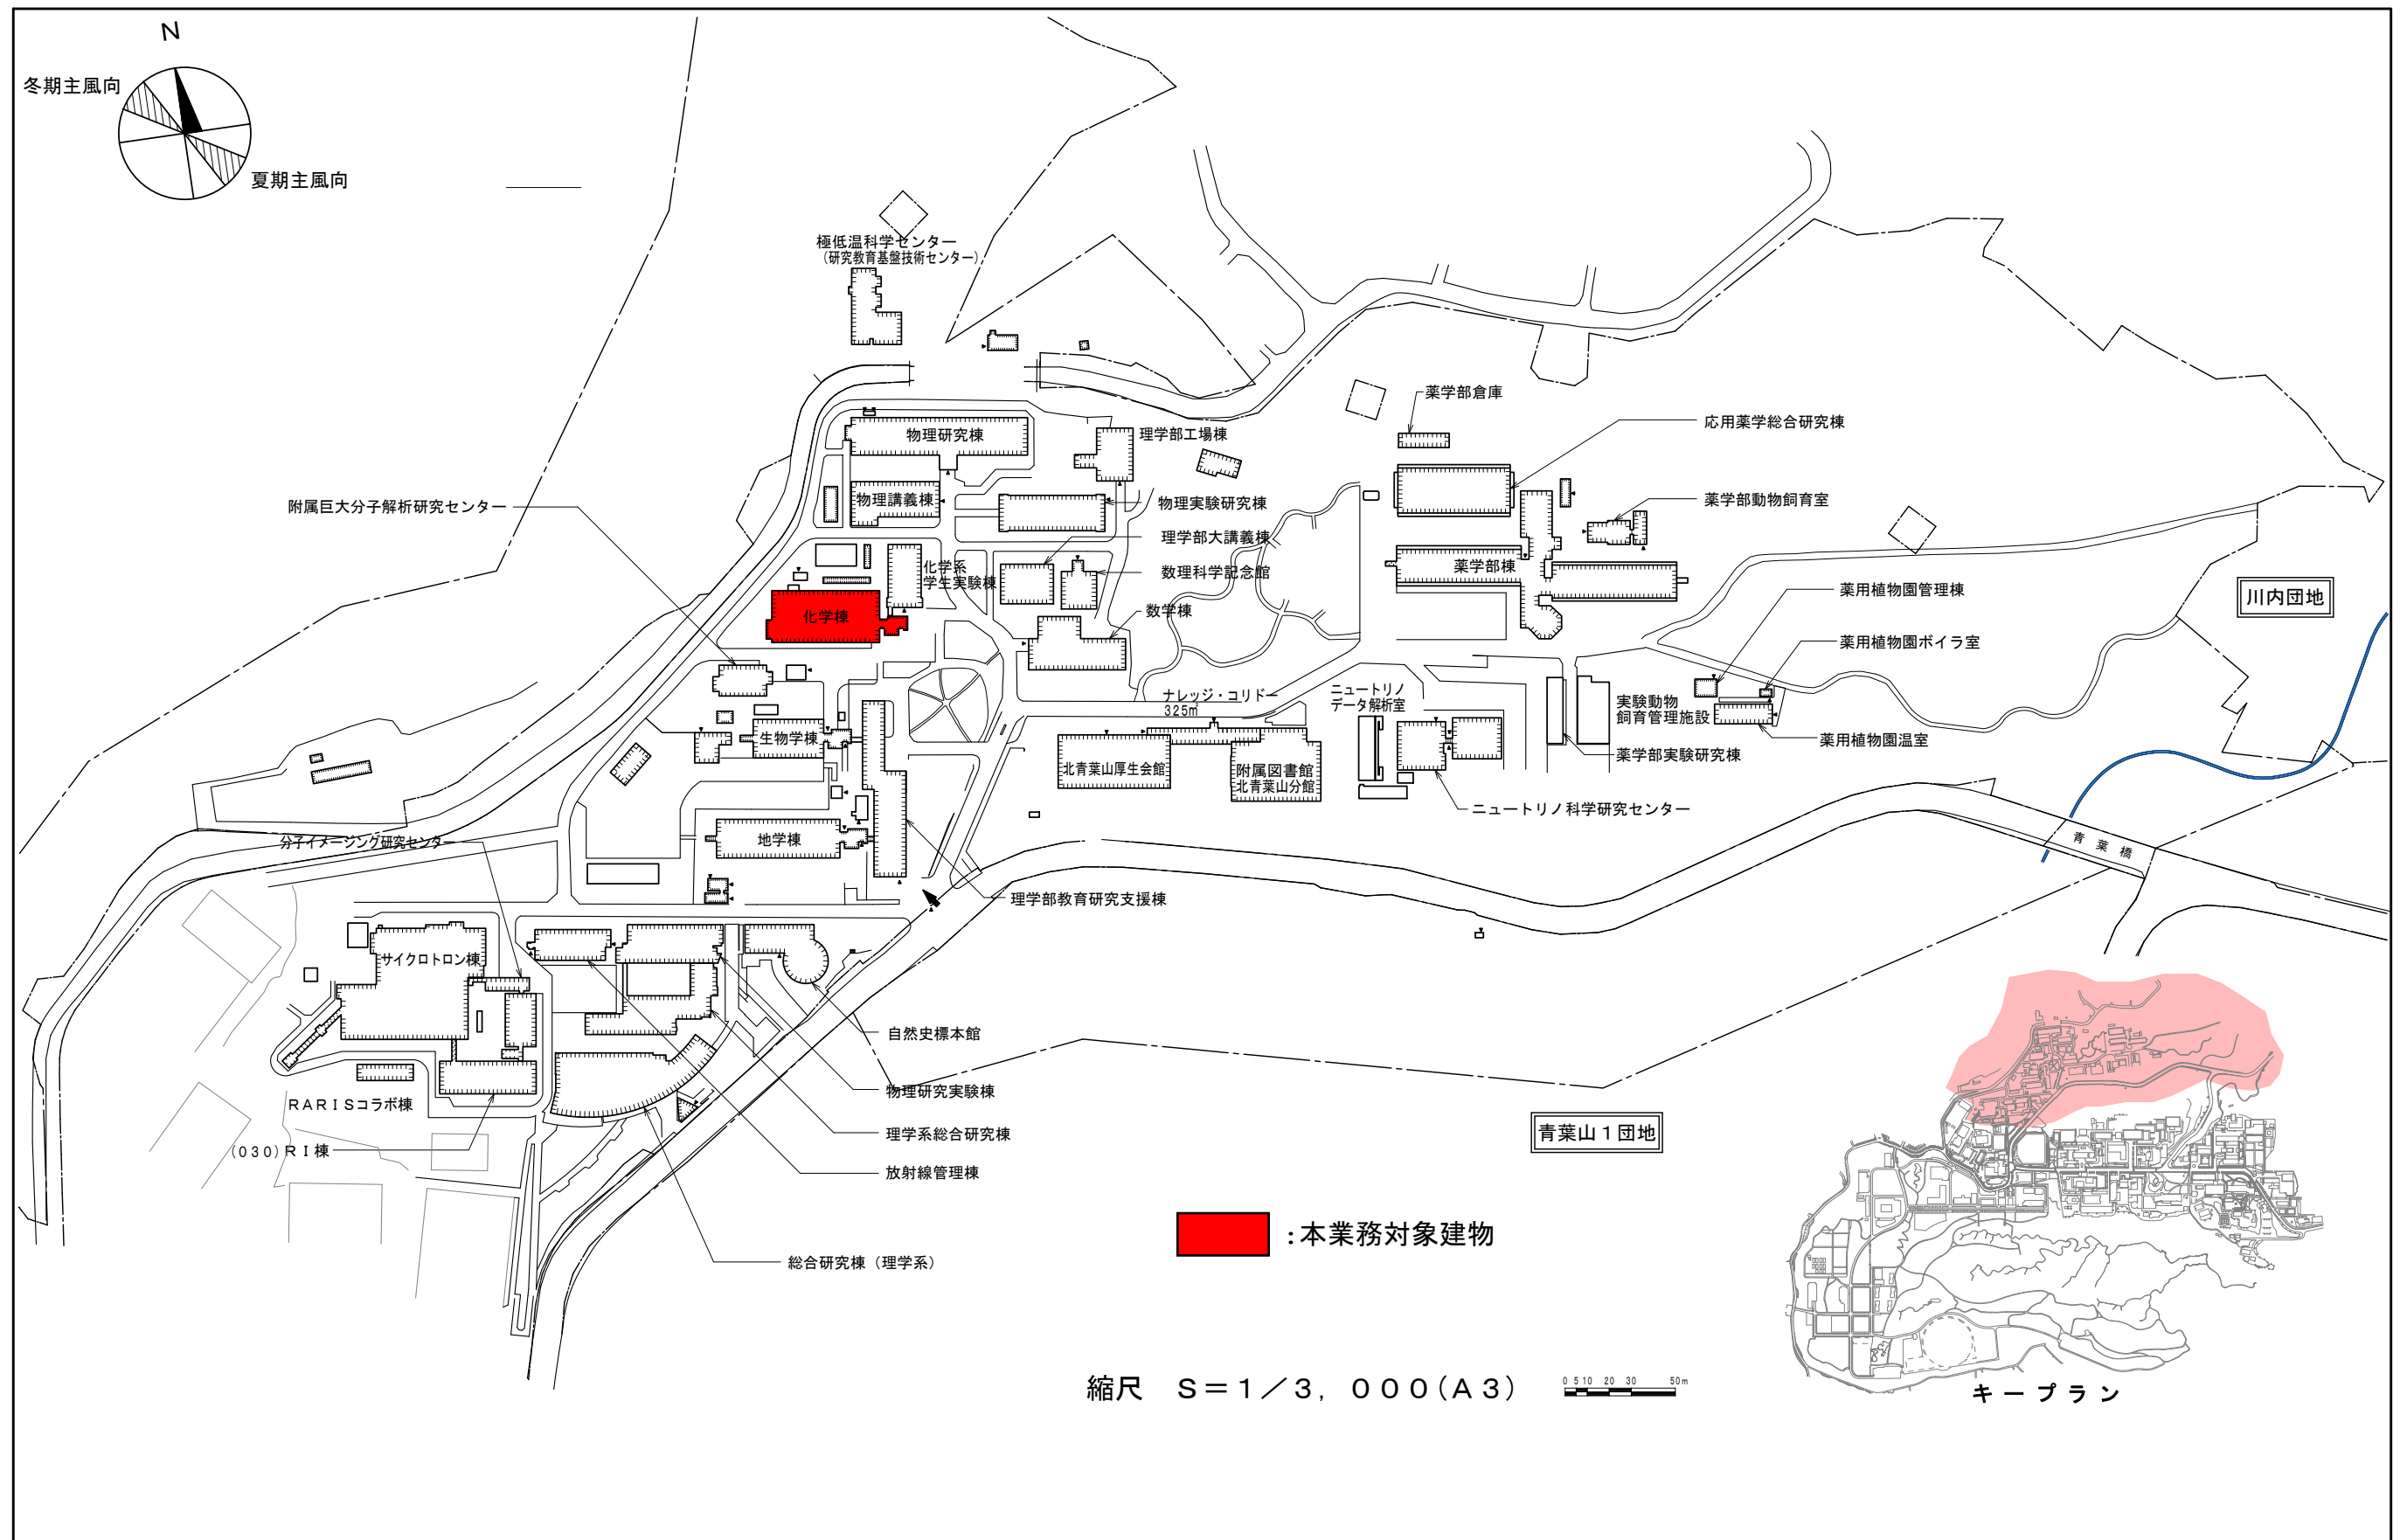 N
冬期主風向
夏期主風向
極低温科学センター
(研究教育基盤技術センター)
薬学部倉庫
応用薬学総合研究棟
物理研究棟
理学部工場棟
附属巨大分子解析研究センター
物理講義棟
物理実験研究棟
薬学部動物飼育室
理学部大講義棟
化学系
学生実験棟
数理科学記念館
薬学部棟
薬用植物園管理棟
川内団地
化学棟
数学棟
薬用植物園ボイラ室
ナレッジ・コリドー
325㎡
ニュートリノ
データ解析室
実験動物
飼育管理施設
生物学棟
薬用植物園温室
薬学部実験研究棟
北青葉山厚生会館
附属図書館
北青葉山分館
ニュートリノ科学研究センター
分子イメージング研究センター
地学棟
青葉橋
理学部教育研究支援棟
サイクロトロン棟
自然史標本館
物理研究実験棟
RARISコラボ棟
理学系総合研究棟
青葉山1団地
(030)RI棟
放射線管理棟
:本業務対象建物
総合研究棟(理学系)
縮尺 S=1/3,000(A3)
0 5 10 20 30 50m
キープラン